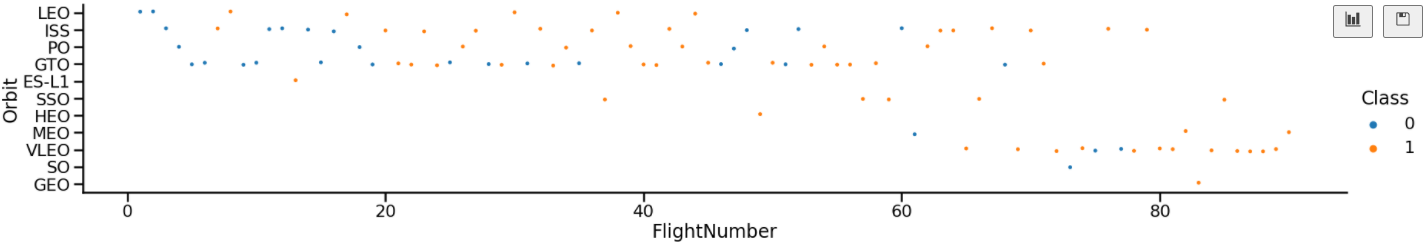 LEO
ISS
PO
GTO
ES-L1
SSO
HEO
MEO
VLEO
SO
GEO
Orbit
0 20 40 60 80
FlightNumber
Class
0
1